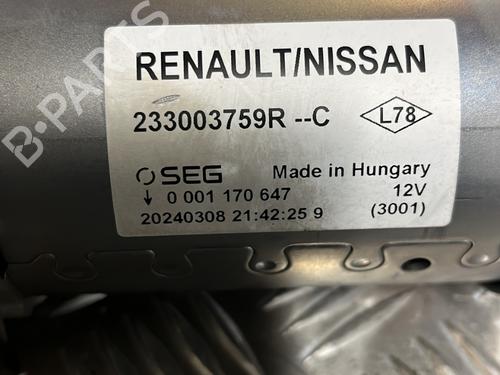 RENAULT/NISSAN
233003759R --C L78
SEG Made in Hungary
↓ 0 001 170 647 12V
20240308 21:42:25 9 (3001)
B-PARTS